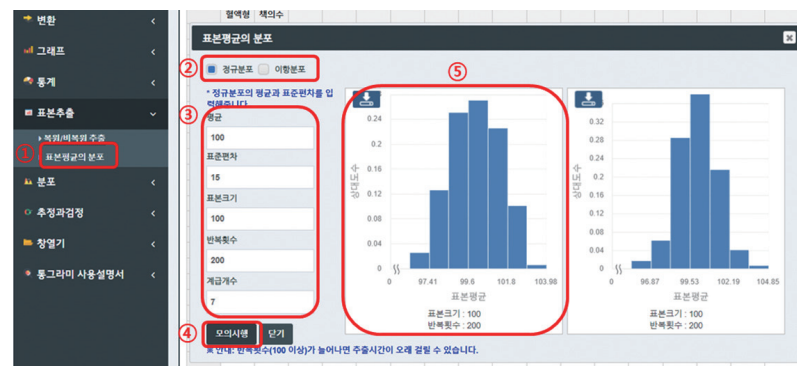 혈액형 책의수
변환
그래프
통계
표본추출
복원/비복원 추출
① 표본평균의 분포
분포
추정과검정
창열기
통그라미 사용설명서
표본평균의 분포
② 정규분포 이항분포
* 정규분포의 평균과 표준편차를 입
력해줍니다
③ 평균
100
표준편차
15
표본크기
100
반복횟수
200
계급개수
7
④ 모의시행 닫기
※ 안내: 반복횟수(100 이상)가 늘어나면 추출시간이 오래 걸릴 수 있습니다.
⑤
상대도수
0.24
0.2
0.16
0.12
0.08
0.04
0
0 97.41 99.6 101.8 103.98
표본평균
표본크기 : 100
반복횟수 : 200
상대도수
0.32
0.28
0.24
0.2
0.16
0.12
0.08
0.04
0
0 96.87 99.53 102.19 104.85
표본평균
표본크기 : 100
반복횟수 : 200